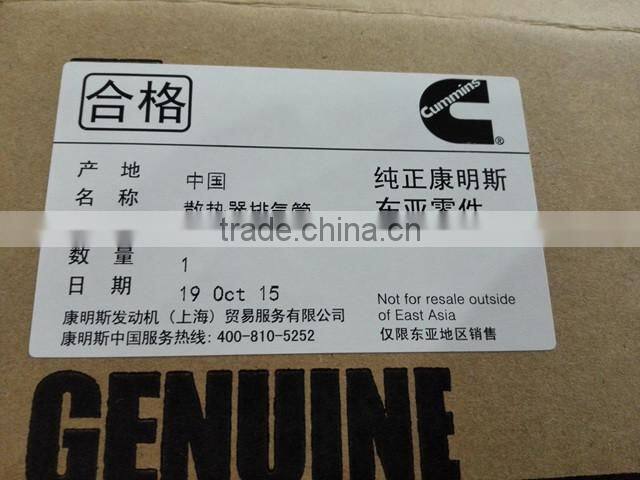 合格
Cummins
®
产 地 中国
名 称 散热器排气管
纯正康明斯
东亚零件
trade.china.cn
数 量 1
日 期 19 Oct 15
康明斯发动机（上海）贸易服务有限公司
康明斯中国服务热线: 400-810-5252
Not for resale outside
of East Asia
仅限东亚地区销售
GENUINE